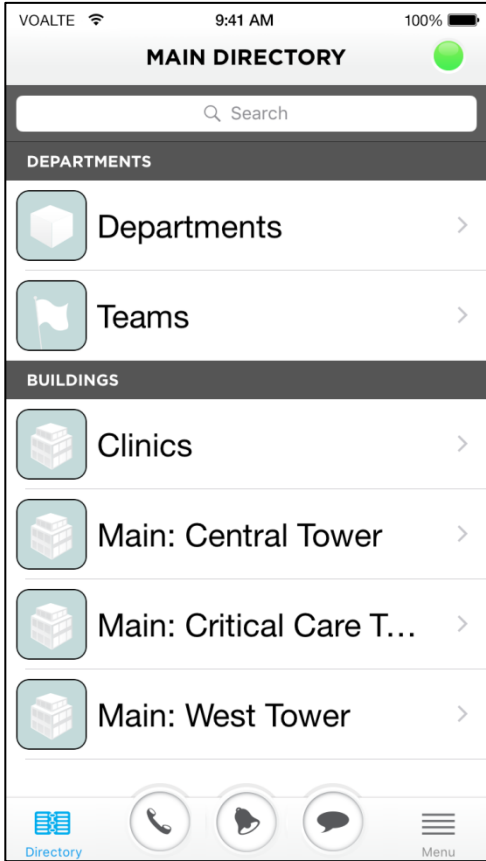 VOALTE 9:41 AM 100%
MAIN DIRECTORY
Search
DEPARTMENTS
Departments
Teams
BUILDINGS
Clinics
Main: Central Tower
Main: Critical Care T...
Main: West Tower
Directory Menu